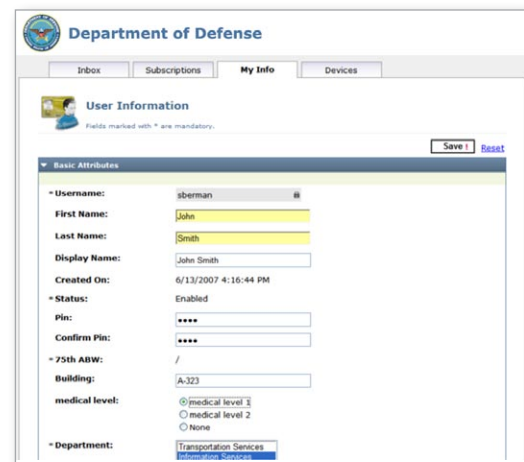 Department of Defense
Inbox Subscriptions My Info Devices
User Information
Fields marked with * are mandatory.
Save ! Reset
Basic Attributes
* Username: sberman
First Name: John
Last Name: Smith
Display Name: John Smith
Created On: 6/13/2007 4:16:44 PM
* Status: Enabled
Pin: ••••
Confirm Pin: ••••
* 75th ABW: /
Building: A-323
medical level: medical level 1
medical level 2
None
* Department: Transportation Services
Information Services